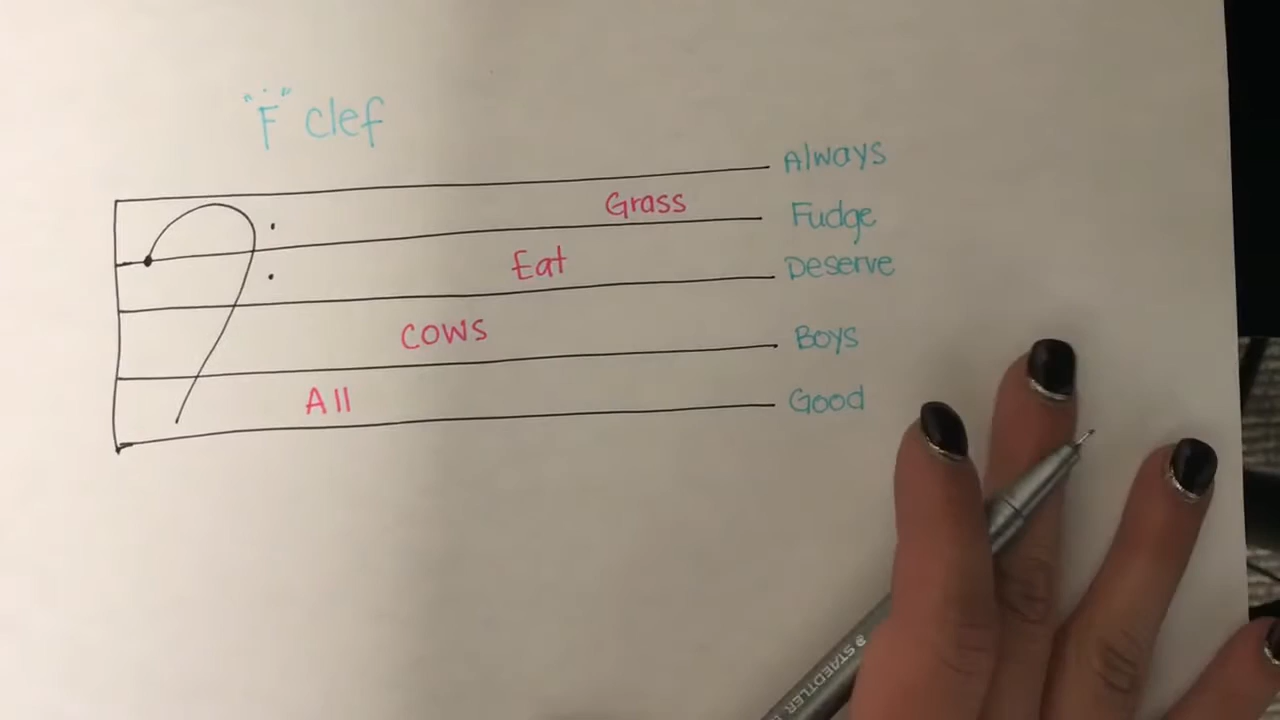 "F" clef
Always
Grass
Fudge
Eat
Deserve
cows
Boys
All
Good
STAEDTLER